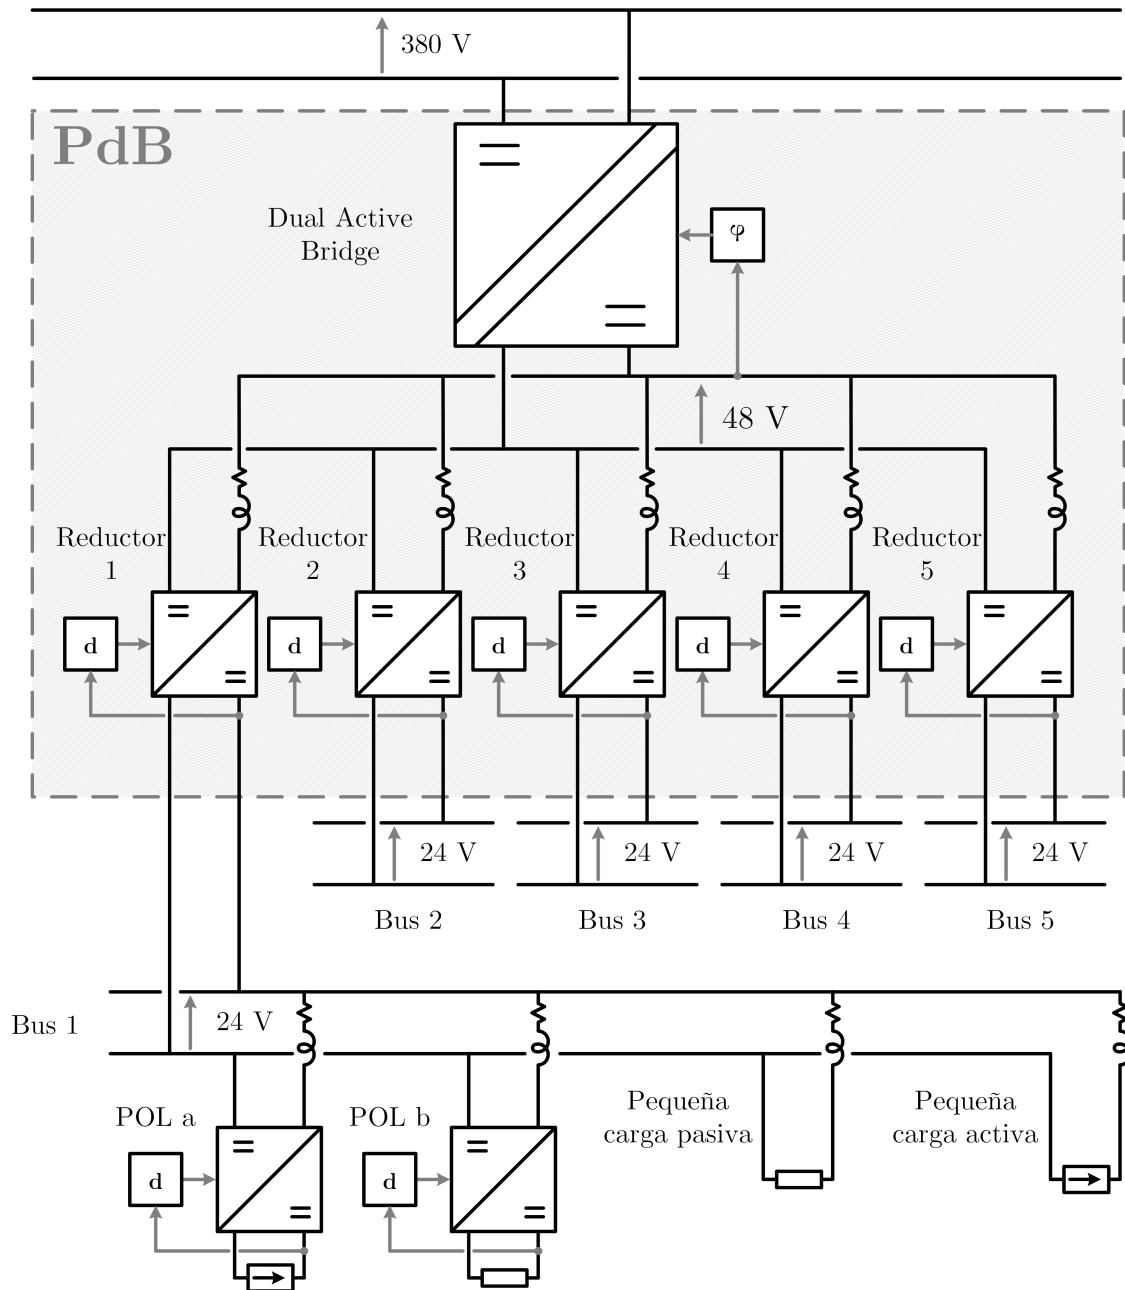 380 V
PdB
Dual Active
Bridge
φ
48 V
Reductor
1
Reductor
2
Reductor
3
Reductor
4
Reductor
5
d
d
d
d
d
24 V
24 V
24 V
24 V
Bus 2
Bus 3
Bus 4
Bus 5
Bus 1
24 V
POL a
POL b
Pequeña
carga pasiva
Pequeña
carga activa
d
d